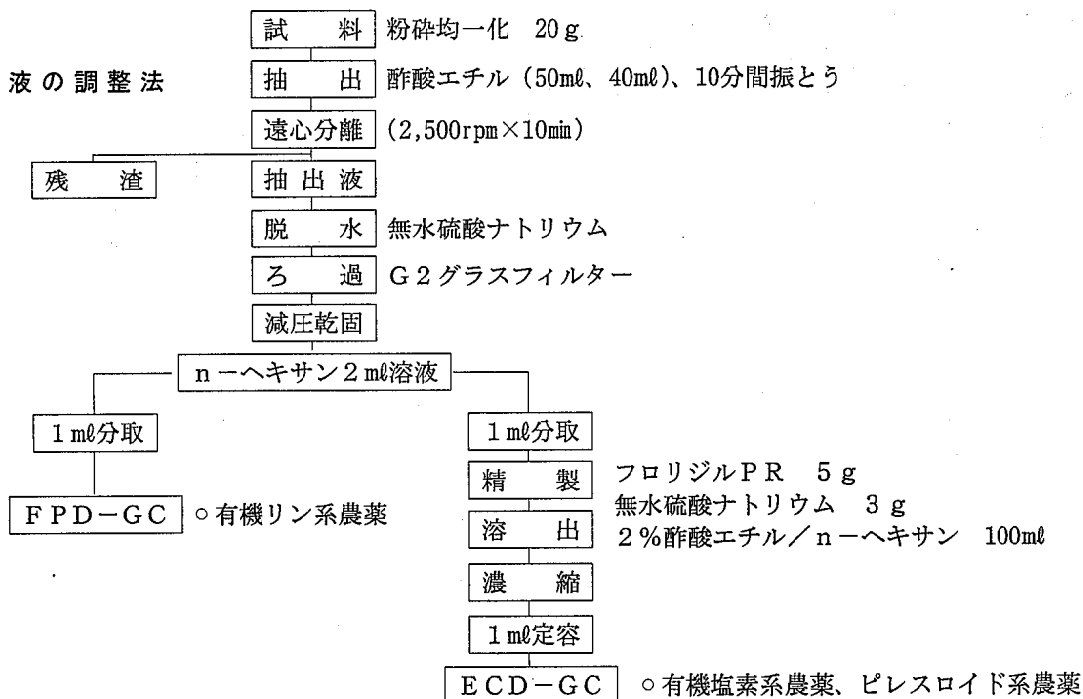 試料 粉砕均一化 20g
液の調整法
抽出 酢酸エチル(50mℓ、40mℓ)、10分間振とう
遠心分離 (2,500rpm×10min)
残渣
抽出液
脱水 無水硫酸ナトリウム
ろ過 G2グラスフィルター
減圧乾固
n-ヘキサン2mℓ溶液
1mℓ分取
1mℓ分取
精製 フロリジルPR 5g
無水硫酸ナトリウム 3g
溶出 2%酢酸エチル/n-ヘキサン 100mℓ
FPD-GC ○有機リン系農薬
濃縮
1mℓ定容
ECD-GC ○有機塩素系農薬、ピレスロイド系農薬